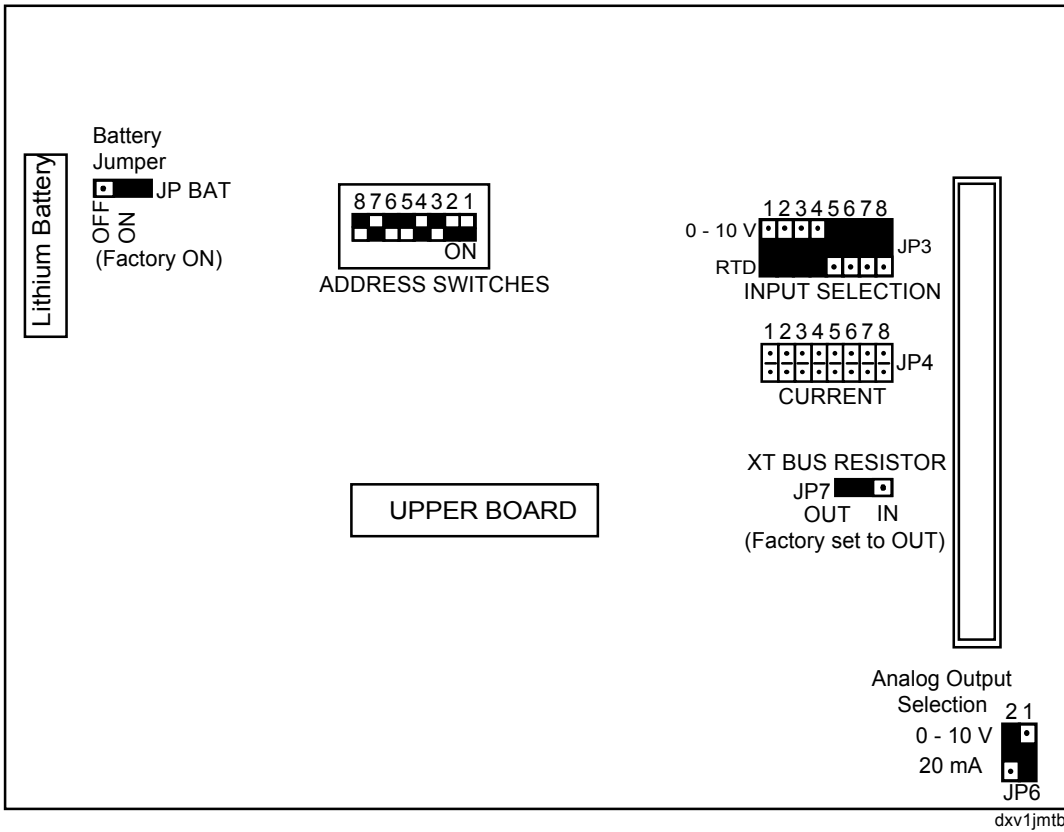 Battery
Jumper
JP BAT
Lithium Battery
OFF
ON
(Factory ON)
87654321
ON
ADDRESS SWITCHES
12345678
0 - 10 V
JP3
RTD
INPUT SELECTION
12345678
JP4
CURRENT
XT BUS RESISTOR
JP7
OUT IN
(Factory set to OUT)
UPPER BOARD
Analog Output
Selection
2 1
0 - 10 V
20 mA
JP6
dxv1jmtb